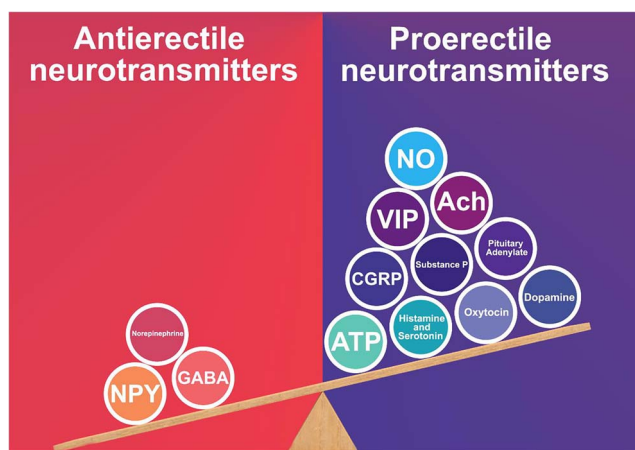 Antierectile
neurotransmitters
Proerectile
neurotransmitters
NO
Ach
VIP
Pituitary
Adenylate
Substance P
CGRP
Dopamine
Oxytocin
Histamine
and
Serotonin
ATP
Norepinephrine
GABA
NPY